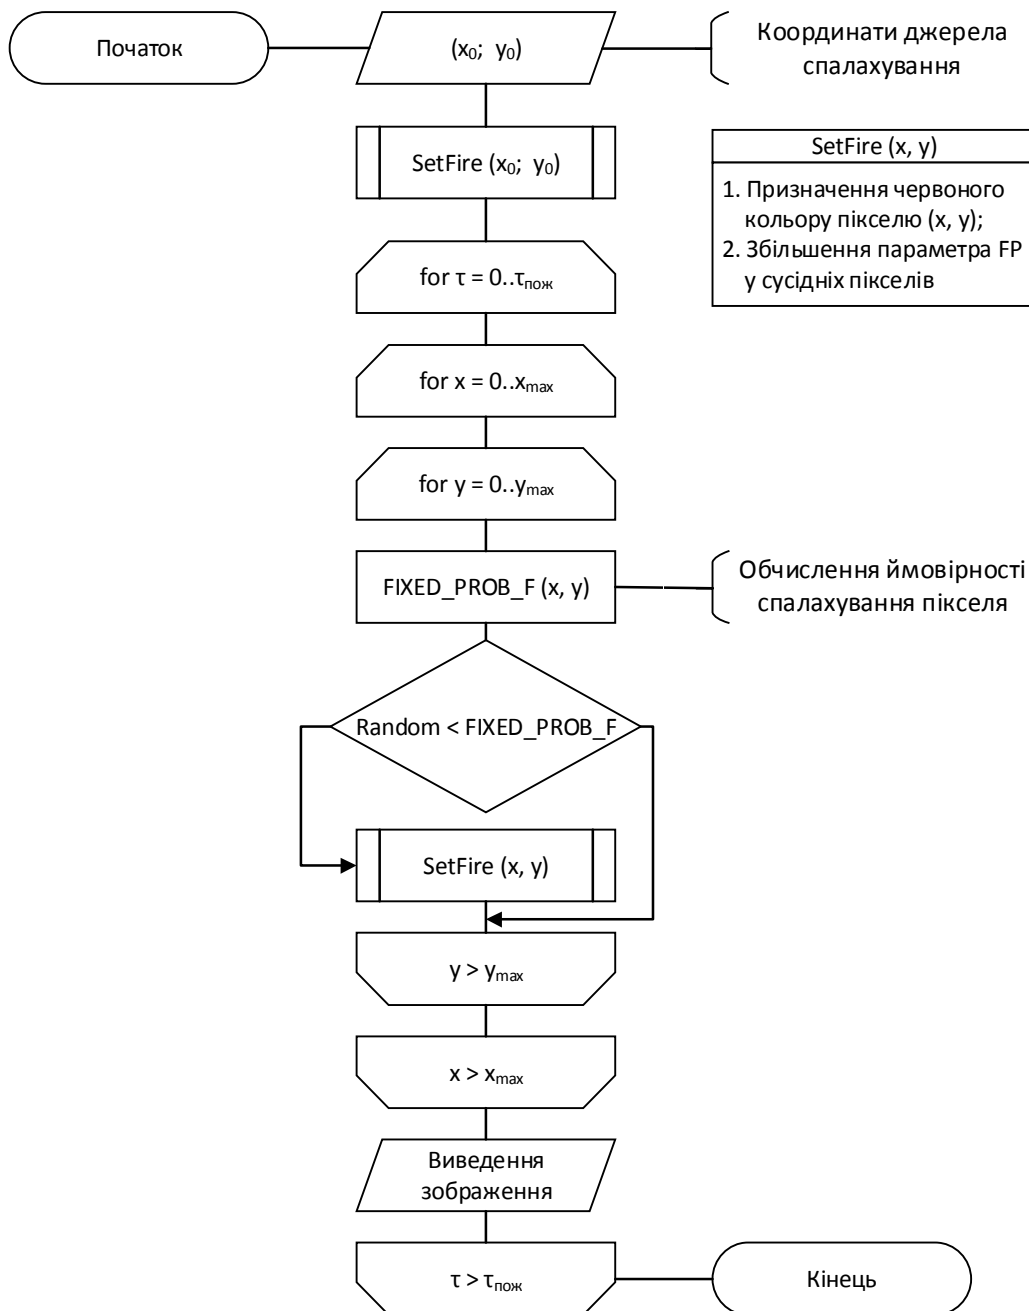 Початок
(x₀; y₀)
Координати джерела
спалахування
SetFire (x₀; y₀)
SetFire (x, y)
1. Призначення червоного
кольору пікселю (x, y);
2. Збільшення параметра FP
у сусідніх пікселів
for τ = 0..τпож
for x = 0..xmax
for y = 0..ymax
FIXED_PROB_F (x, y)
Обчислення ймовірності
спалахування пікселя
Random < FIXED_PROB_F
SetFire (x, y)
y > ymax
x > xmax
Виведення
зображення
τ > τпож
Кінець